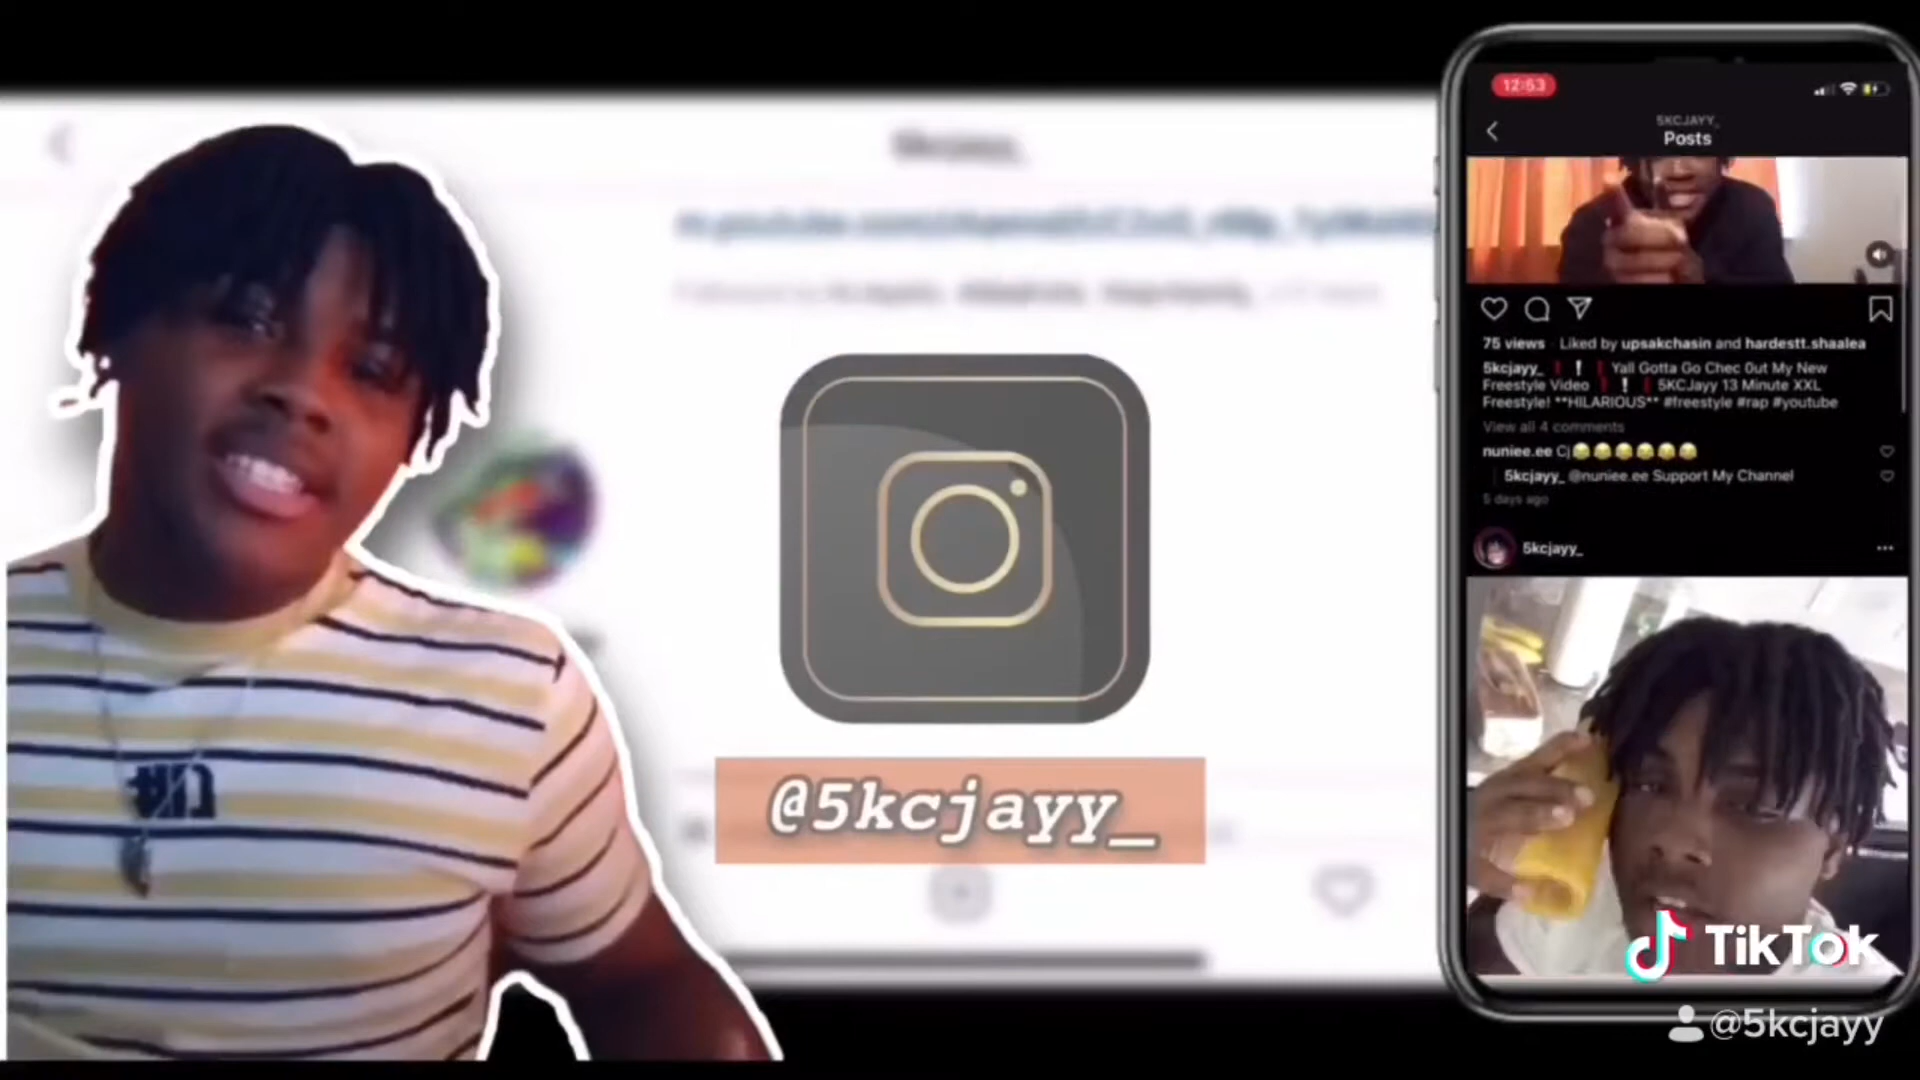 @5kcjayy_
12:53
5KCJAYY_
Posts
75 views · Liked by upsakchasin and hardestt.shaalea
5kcjayy_ ❗❕❗Yall Gotta Go Chec Out My New
Freestyle Video ❗❕❗5KCJayy 13 Minute XXL
Freestyle! **HILARIOUS** #freestyle #rap #youtube
View all 4 comments
nuniee.ee Cj😂😂😂😂😂😂
5kcjayy_ @nuniee.ee Support My Channel
5 days ago
5kcjayy_
TikTok
@5kcjayy